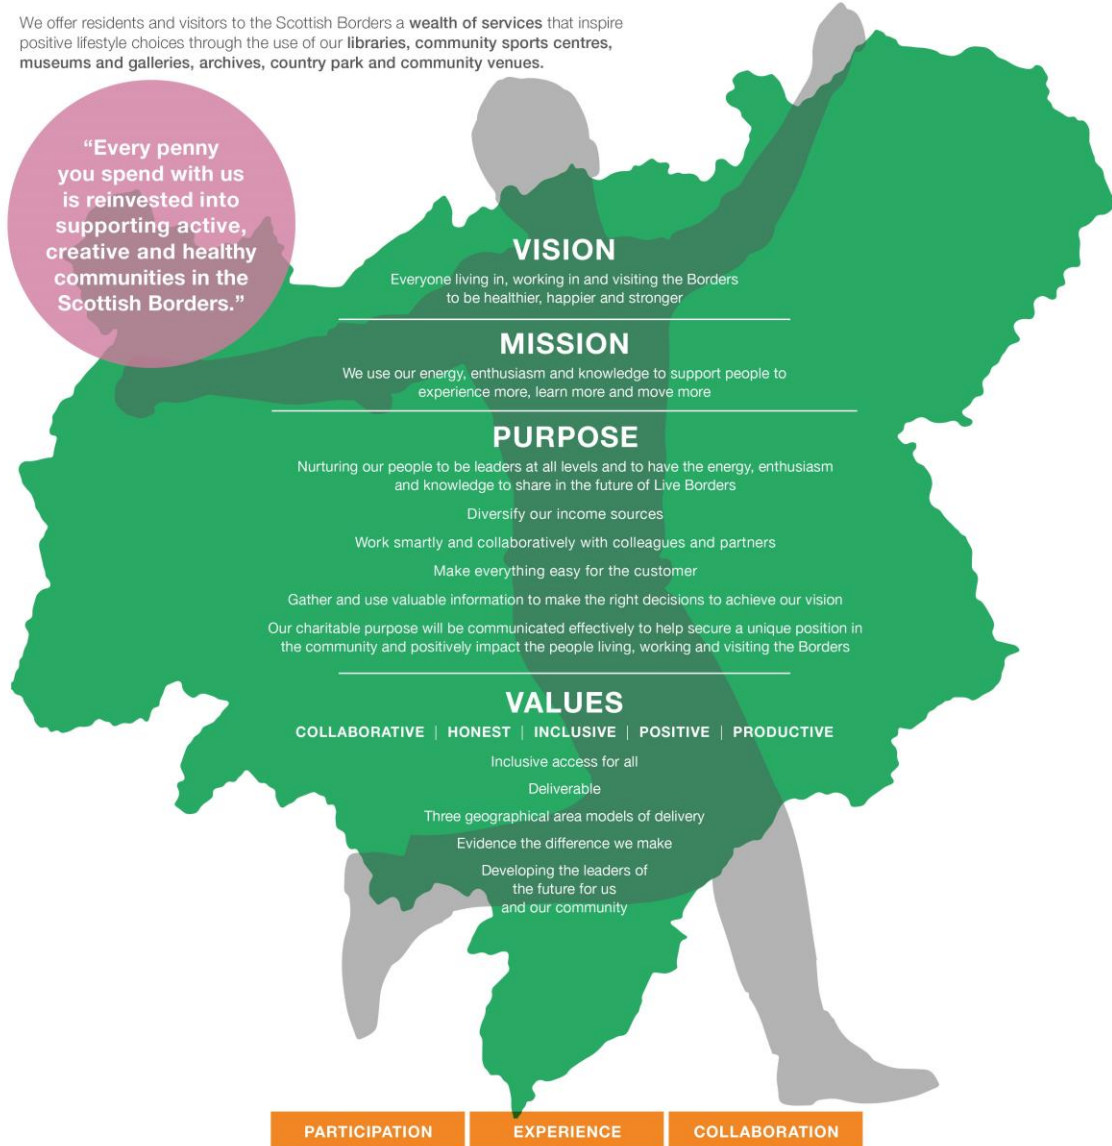 We offer residents and visitors to the Scottish Borders a wealth of services that inspire
positive lifestyle choices through the use of our libraries, community sports centres,
museums and galleries, archives, country park and community venues.
“Every penny
you spend with us
is reinvested into
supporting active,
creative and healthy
communities in the
Scottish Borders.”
VISION
Everyone living in, working in and visiting the Borders
to be healthier, happier and stronger
MISSION
We use our energy, enthusiasm and knowledge to support people to
experience more, learn more and move more
PURPOSE
Nurturing our people to be leaders at all levels and to have the energy, enthusiasm
and knowledge to share in the future of Live Borders
Diversify our income sources
Work smartly and collaboratively with colleagues and partners
Make everything easy for the customer
Gather and use valuable information to make the right decisions to achieve our vision
Our charitable purpose will be communicated effectively to help secure a unique position in
the community and positively impact the people living, working and visiting the Borders
VALUES
COLLABORATIVE | HONEST | INCLUSIVE | POSITIVE | PRODUCTIVE
Inclusive access for all
Deliverable
Three geographical area models of delivery
Evidence the difference we make
Developing the leaders of
the future for us
and our community
PARTICIPATION EXPERIENCE COLLABORATION